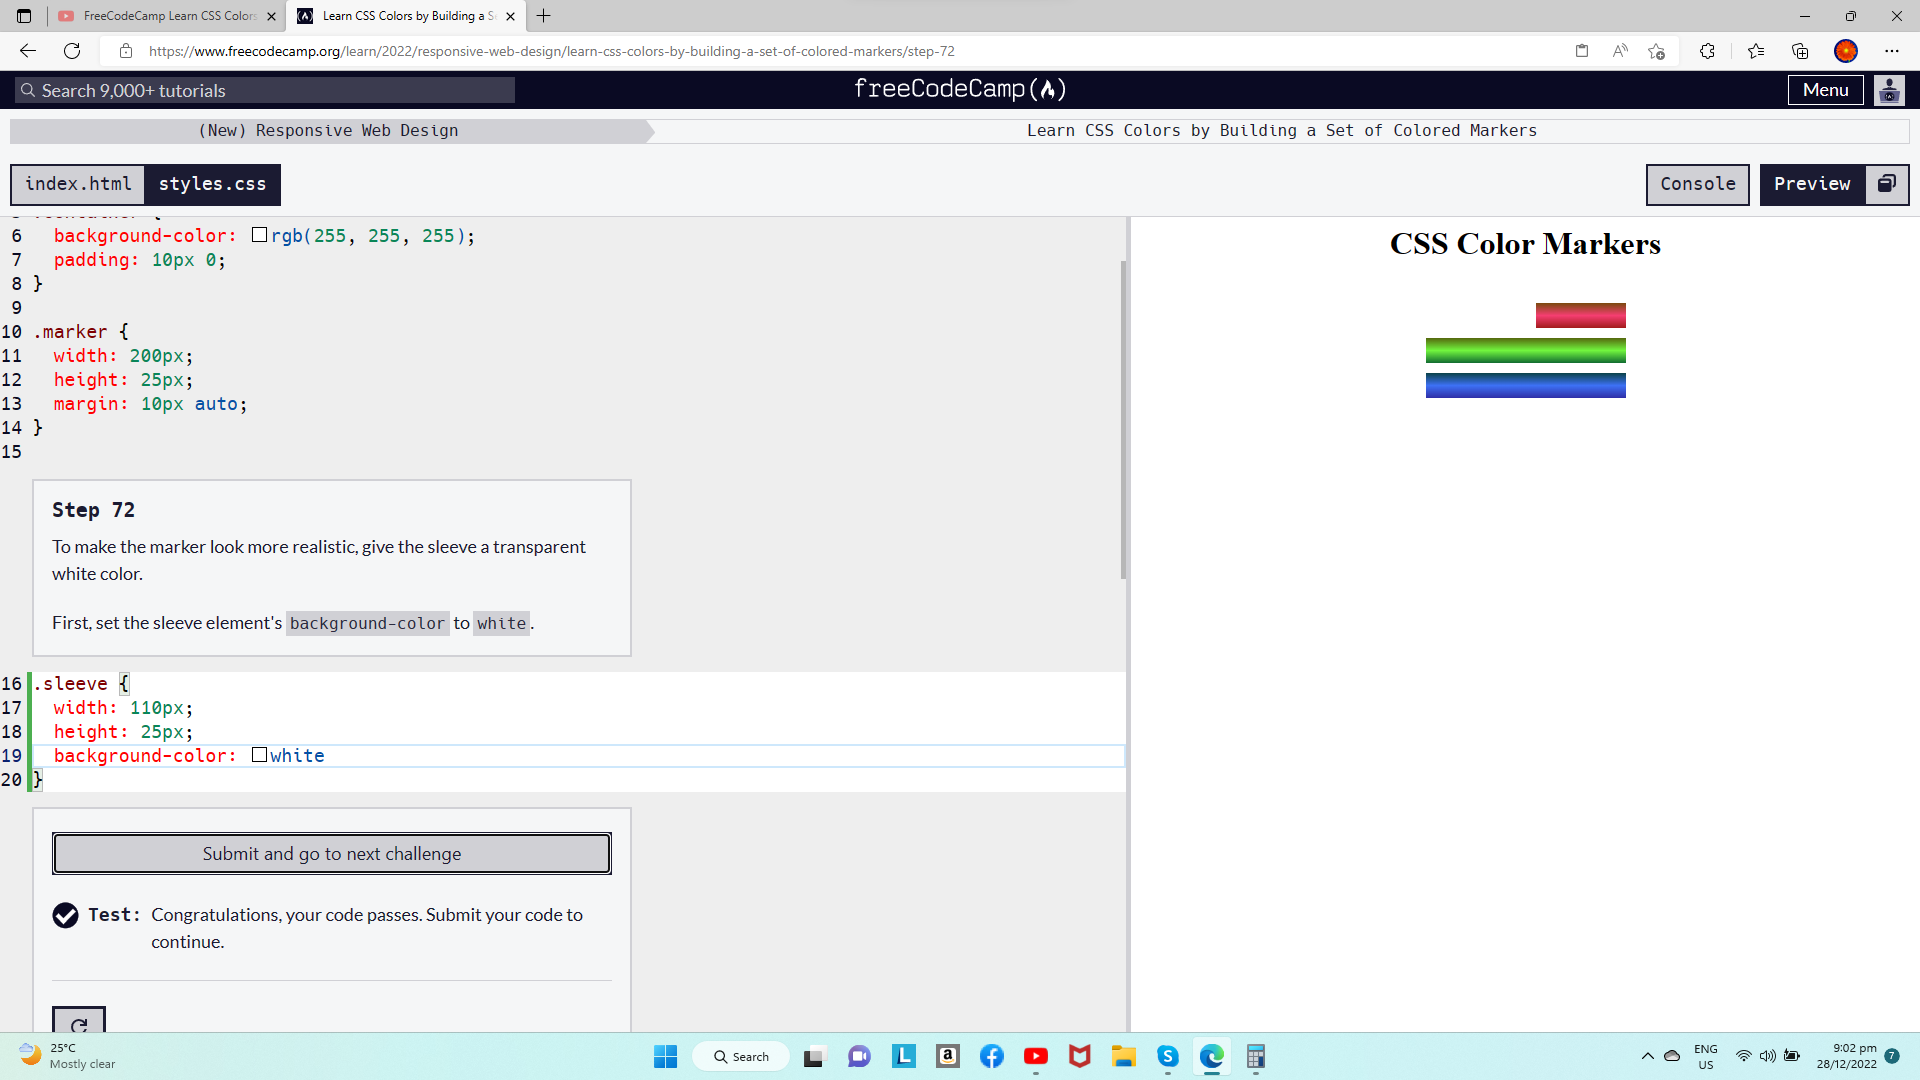 FreeCodeCamp Learn CSS Colors
Learn CSS Colors by Building a Se
https://www.freecodecamp.org/learn/2022/responsive-web-design/learn-css-colors-by-building-a-set-of-colored-markers/step-72
Search 9,000+ tutorials
freeCodeCamp(
)
Menu
(New) Responsive Web Design
Learn CSS Colors by Building a Set of Colored Markers
index.html
styles.css
Console
Preview
6 background-color: rgb(255, 255, 255);
7 padding: 10px 0;
8 }
9
10 .marker {
11 width: 200px;
12 height: 25px;
13 margin: 10px auto;
14 }
15
Step 72
To make the marker look more realistic, give the sleeve a transparent
white color.
First, set the sleeve element's background-color to white.
16 .sleeve {
17 width: 110px;
18 height: 25px;
19 background-color: white
20 }
Submit and go to next challenge
Test: Congratulations, your code passes. Submit your code to
continue.
CSS Color Markers
25°C
Mostly clear
Search
L
a
S
ENG
US
9:02 pm
28/12/2022
7